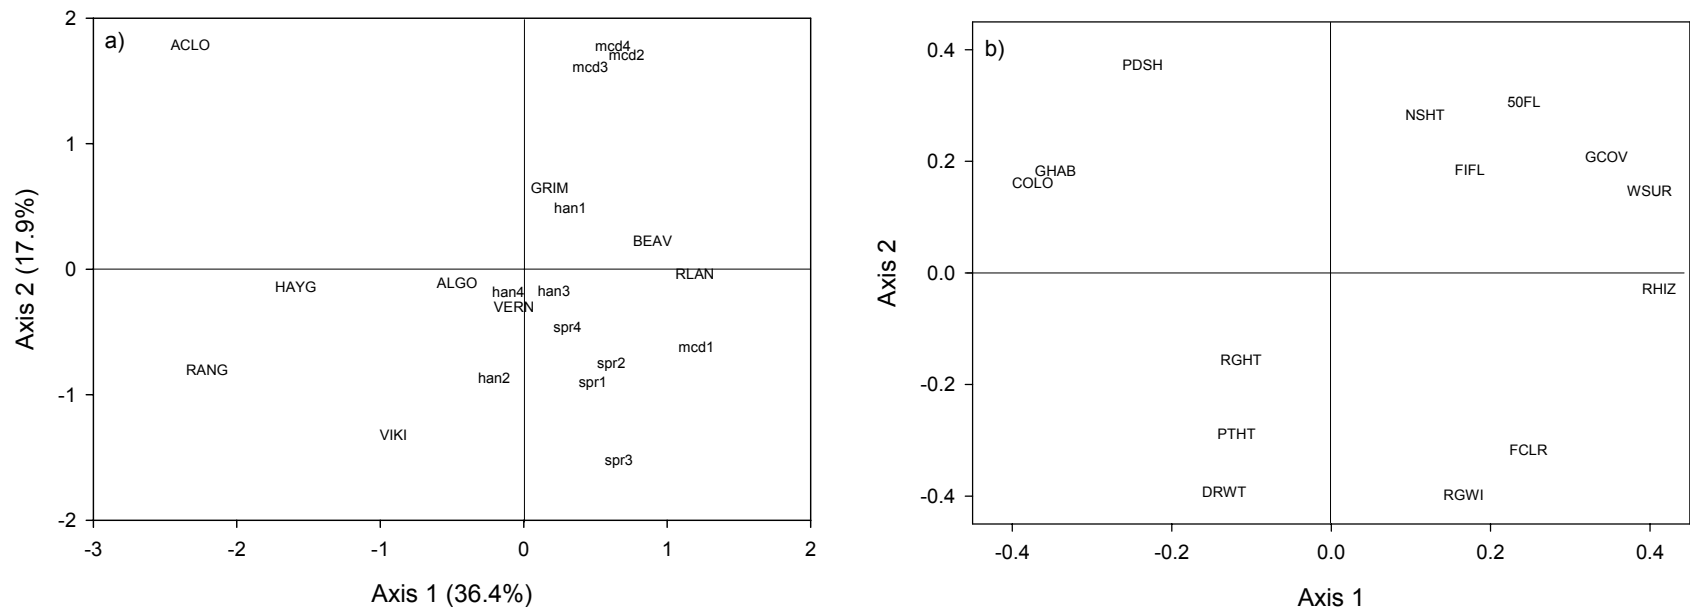 a)
2
1
0
-1
-2
Axis 2 (17.9%)
ACLO
mcd4
mcd2
mcd3
GRIM
han1
BEAV
RLAN
HAYG
ALGO
han4
han3
VERN
spr4
mcd1
RANG
han2
spr2
spr1
VIKI
spr3
-3 -2 -1 0 1 2
Axis 1 (36.4%)
b)
0.4
0.2
0.0
-0.2
-0.4
Axis 2
PDSH
50FL
NSHT
GCOV
GHAB
FIFL
COLO
WSUR
RHIZ
RGHT
PTHT
FCLR
DRWT
RGWI
-0.4 -0.2 0.0 0.2 0.4
Axis 1